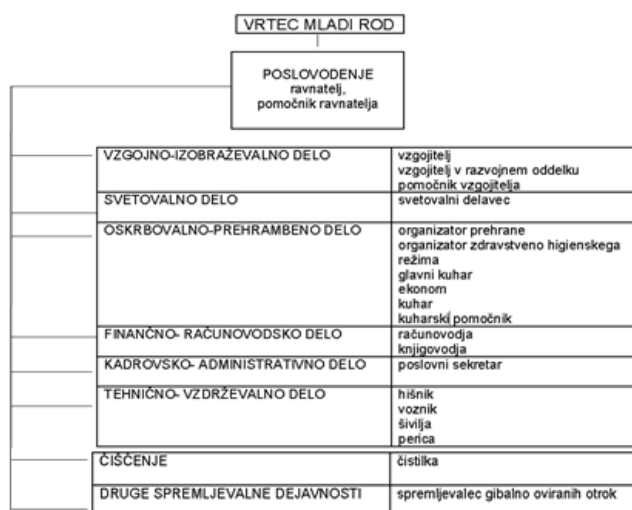 VRTEC MLADI ROD
POSLOVODENJE
ravnatelj,
pomočnik ravnatelja
VZGOJNO-IZOBRAŽEVALNO DELO
vzgojitelj
vzgojitelj v razvojnem oddelku
pomočnik vzgojitelja
SVETOVALNO DELO
svetovalni delavec
OSKRBOVALNO-PREHRAMBENO DELO
organizator prehrane
organizator zdravstveno higienskega
režima
glavni kuhar
ekonom
kuhar
kuharski pomočnik
FINANČNO- RAČUNOVODSKO DELO
računovodja
knjigovodja
KADROVSKO- ADMINISTRATIVNO DELO
poslovni sekretar
TEHNIČNO- VZDRŽEVALNO DELO
hišnik
voznik
šivilja
perica
ČIŠČENJE
čistilka
DRUGE SPREMLJEVALNE DEJAVNOSTI
spremljevalec gibalno oviranih otrok